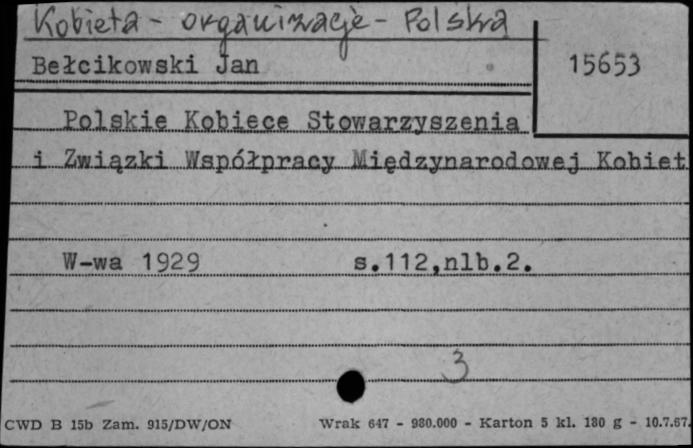 Kobieta - organizacje - Polska
Bełcikowski Jan
15653
Polskie Kobiece Stowarzyszenia
i Związki Współpracy Międzynarodowej Kobiet
W-wa 1929 s.112,nlb.2.
3
CWD B 15b Zam. 915/DW/ON Wrak 647 - 980.000 - Karton 5 kl. 180 g - 10.7.67.